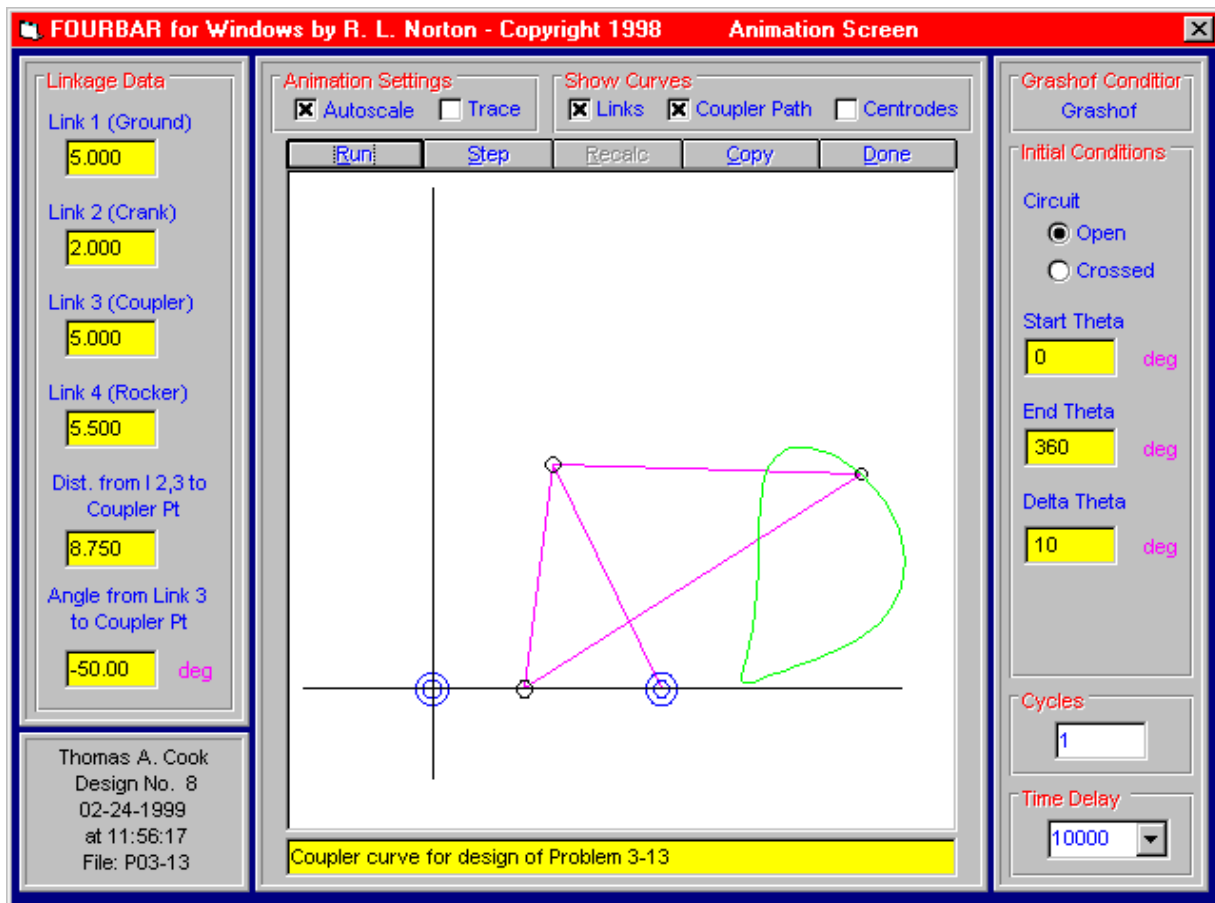 FOURBAR for Windows by R. L. Norton - Copyright 1998 Animation Screen
Linkage Data
Link 1 (Ground)
5.000
Link 2 (Crank)
2.000
Link 3 (Coupler)
5.000
Link 4 (Rocker)
5.500
Dist. from I 2,3 to
Coupler Pt
8.750
Angle from Link 3
to Coupler Pt
-50.00 deg
Thomas A. Cook
Design No. 8
02-24-1999
at 11:56:17
File: P03-13
Animation Settings
Autoscale Trace
Show Curves
Links Coupler Path Centrodes
Run Step Recalc Copy Done
Coupler curve for design of Problem 3-13
Grashof Condition
Grashof
Initial Conditions
Circuit
Open
Crossed
Start Theta
0 deg
End Theta
360 deg
Delta Theta
10 deg
Cycles
1
Time Delay
10000